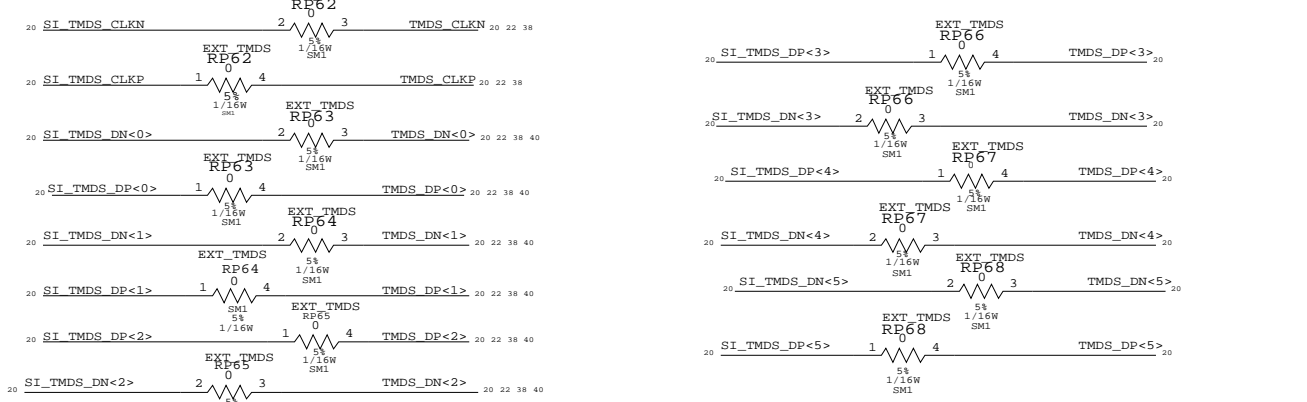 RP62
0
20 SI_TMDS_CLKN 2 3 TMDS_CLKN 20 22 38
5%
1/16W
SM1
EXT_TMDS
RP62
0
20 SI_TMDS_CLKP 1 4 TMDS_CLKP 20 22 38
5%
1/16W
SM1
EXT_TMDS
RP63
0
20 SI_TMDS_DN<0> 2 3 TMDS_DN<0> 20 22 38 40
5%
1/16W
SM1
EXT_TMDS
RP63
0
20 SI_TMDS_DP<0> 1 4 TMDS_DP<0> 20 22 38 40
5%
1/16W
SM1
EXT_TMDS
RP64
0
20 SI_TMDS_DN<1> 2 3 TMDS_DN<1> 20 22 38 40
5%
1/16W
SM1
EXT_TMDS
RP64
0
20 SI_TMDS_DP<1> 1 4 TMDS_DP<1> 20 22 38 40
SM1
5%
1/16W
EXT_TMDS
RP65
0
20 SI_TMDS_DP<2> 1 4 TMDS_DP<2> 20 22 38 40
5%
1/16W
SM1
EXT_TMDS
RP65
0
20 SI_TMDS_DN<2> 2 3 TMDS_DN<2> 20 22 38 40
5%
EXT_TMDS
RP66
0
20 SI_TMDS_DP<3> 1 4 TMDS_DP<3> 20
5%
1/16W
SM1
EXT_TMDS
RP66
0
20 SI_TMDS_DN<3> 2 3 TMDS_DN<3> 20
5%
1/16W
SM1
EXT_TMDS
RP67
0
20 SI_TMDS_DP<4> 1 4 TMDS_DP<4> 20
5%
1/16W
SM1
EXT_TMDS
RP67
0
20 SI_TMDS_DN<4> 2 3 TMDS_DN<4> 20
5%
1/16W
SM1
EXT_TMDS
RP68
0
20 SI_TMDS_DN<5> 2 3 TMDS_DN<5> 20
5%
1/16W
SM1
EXT_TMDS
RP68
0
20 SI_TMDS_DP<5> 1 4 TMDS_DP<5> 20
5%
1/16W
SM1